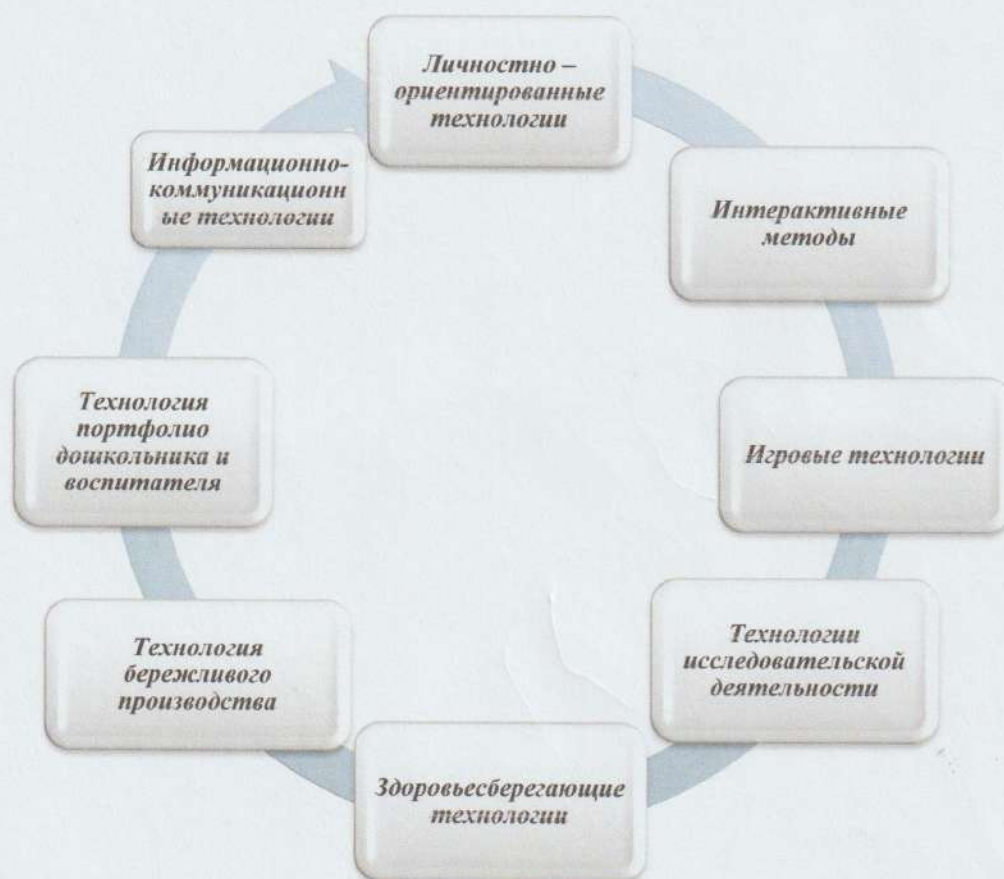 Личностно –
ориентированные
технологии
Интерактивные
методы
Игровые технологии
Технологии
исследовательской
деятельности
Здоровьесберегающие
технологии
Технология
бережливого
производства
Технология
портфолио
дошкольника и
воспитателя
Информационно-
коммуникационн
ые технологии